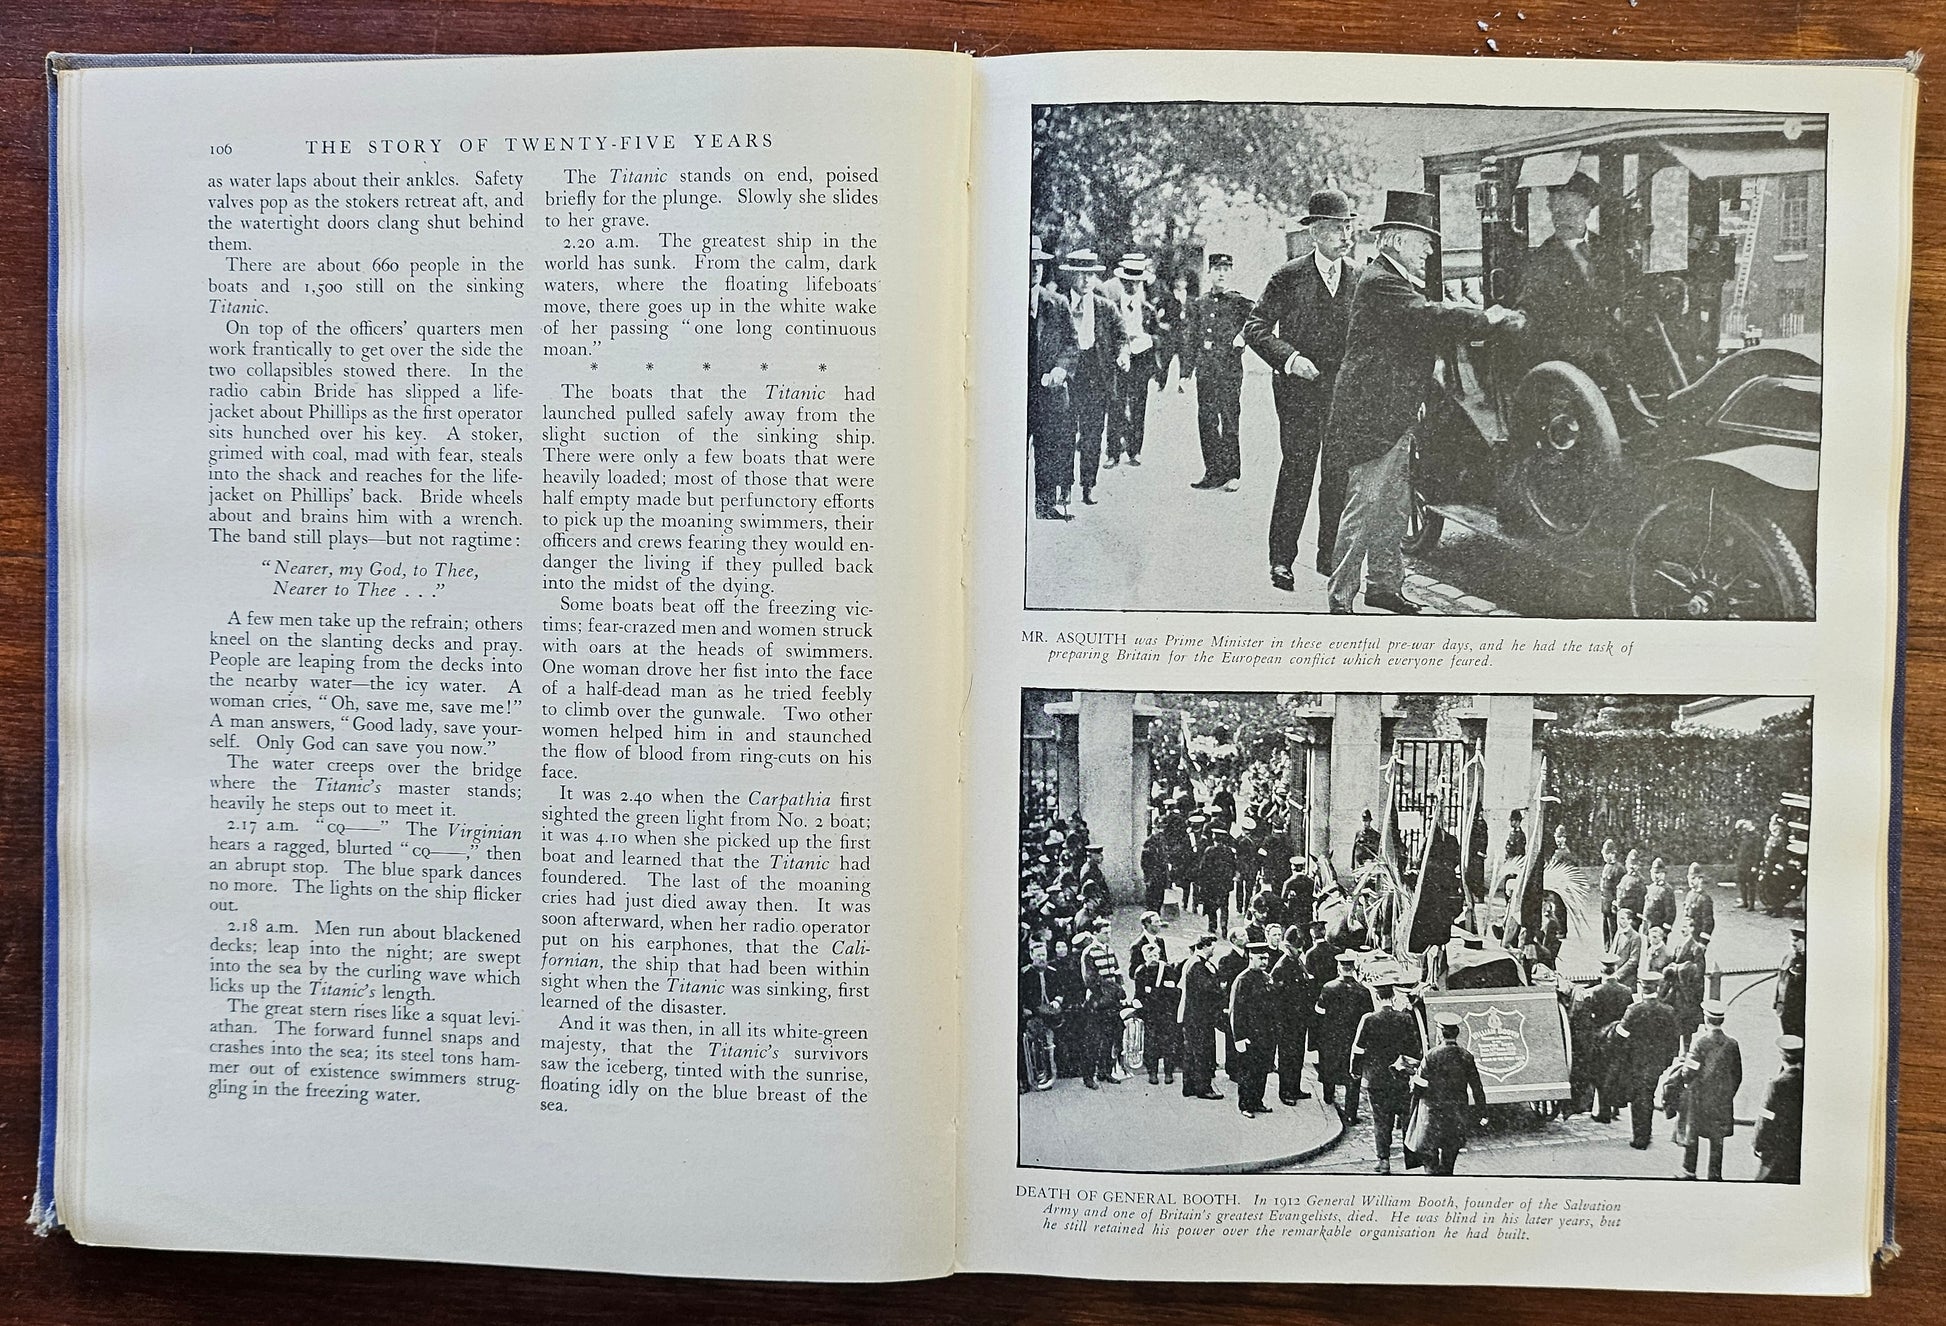 106
THE STORY OF TWENTY-FIVE YEARS
as water laps about their ankles. Safety
valves pop as the stokers retreat aft, and
the watertight doors clang shut behind
them.
There are about 660 people in the
boats and 1,500 still on the sinking
Titanic.
On top of the officers' quarters men
work frantically to get over the side the
two collapsibles stowed there. In the
radio cabin Bride has slipped a life-
jacket about Phillips as the first operator
sits hunched over his key. A stoker,
grimed with coal, mad with fear, steals
into the shack and reaches for the life-
jacket on Phillips' back. Bride wheels
about and brains him with a wrench.
The band still plays—but not ragtime:
"Nearer, my God, to Thee,
Nearer to Thee . . ."
A few men take up the refrain; others
kneel on the slanting decks and pray.
People are leaping from the decks into
the nearby water—the icy water. A
woman cries, "Oh, save me, save me!"
A man answers, "Good lady, save your-
self. Only God can save you now."
The water creeps over the bridge
where the Titanic's master stands;
heavily he steps out to meet it.
2.17 a.m. "CQ——" The Virginian
hears a ragged, blurted "CQ——," then
an abrupt stop. The blue spark dances
no more. The lights on the ship flicker
out.
2.18 a.m. Men run about blackened
decks; leap into the night; are swept
into the sea by the curling wave which
licks up the Titanic's length.
The great stern rises like a squat levi-
athan. The forward funnel snaps and
crashes into the sea; its steel tons ham-
mer out of existence swimmers strug-
gling in the freezing water.
The Titanic stands on end, poised
briefly for the plunge. Slowly she slides
to her grave.
2.20 a.m. The greatest ship in the
world has sunk. From the calm, dark
waters, where the floating lifeboats
move, there goes up in the white wake
of her passing "one long continuous
moan."
* * * * *
The boats that the Titanic had
launched pulled safely away from the
slight suction of the sinking ship.
There were only a few boats that were
heavily loaded; most of those that were
half empty made but perfunctory efforts
to pick up the moaning swimmers, their
officers and crews fearing they would en-
danger the living if they pulled back
into the midst of the dying.
Some boats beat off the freezing vic-
tims; fear-crazed men and women struck
with oars at the heads of swimmers.
One woman drove her fist into the face
of a half-dead man as he tried feebly
to climb over the gunwale. Two other
women helped him in and staunched
the flow of blood from ring-cuts on his
face.
It was 2.40 when the Carpathia first
sighted the green light from No. 2 boat;
it was 4.10 when she picked up the first
boat and learned that the Titanic had
foundered. The last of the moaning
cries had just died away then. It was
soon afterward, when her radio operator
put on his earphones, that the Cali-
fornian, the ship that had been within
sight when the Titanic was sinking, first
learned of the disaster.
And it was then, in all its white-green
majesty, that the Titanic's survivors
saw the iceberg, tinted with the sunrise,
floating idly on the blue breast of the
sea.
MR. ASQUITH was Prime Minister in these eventful pre-war days, and he had the task of
preparing Britain for the European conflict which everyone feared.
DEATH OF GENERAL BOOTH. In 1912 General William Booth, founder of the Salvation
Army and one of Britain's greatest Evangelists, died. He was blind in his later years, but
he still retained his power over the remarkable organisation he had built.